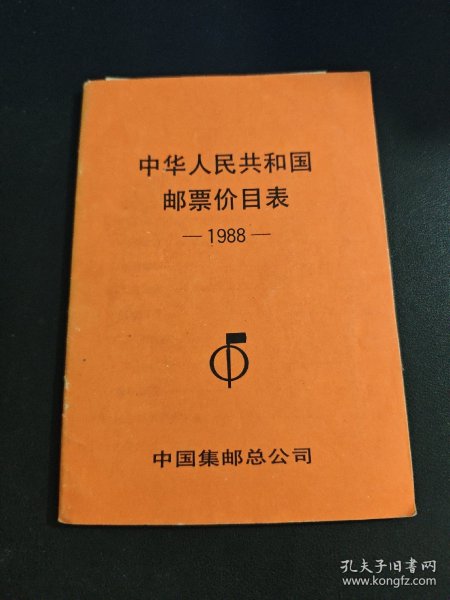 中华人民共和国
邮票价目表
—1988—
中国集邮总公司
孔夫子旧书网
www.kongfz.com